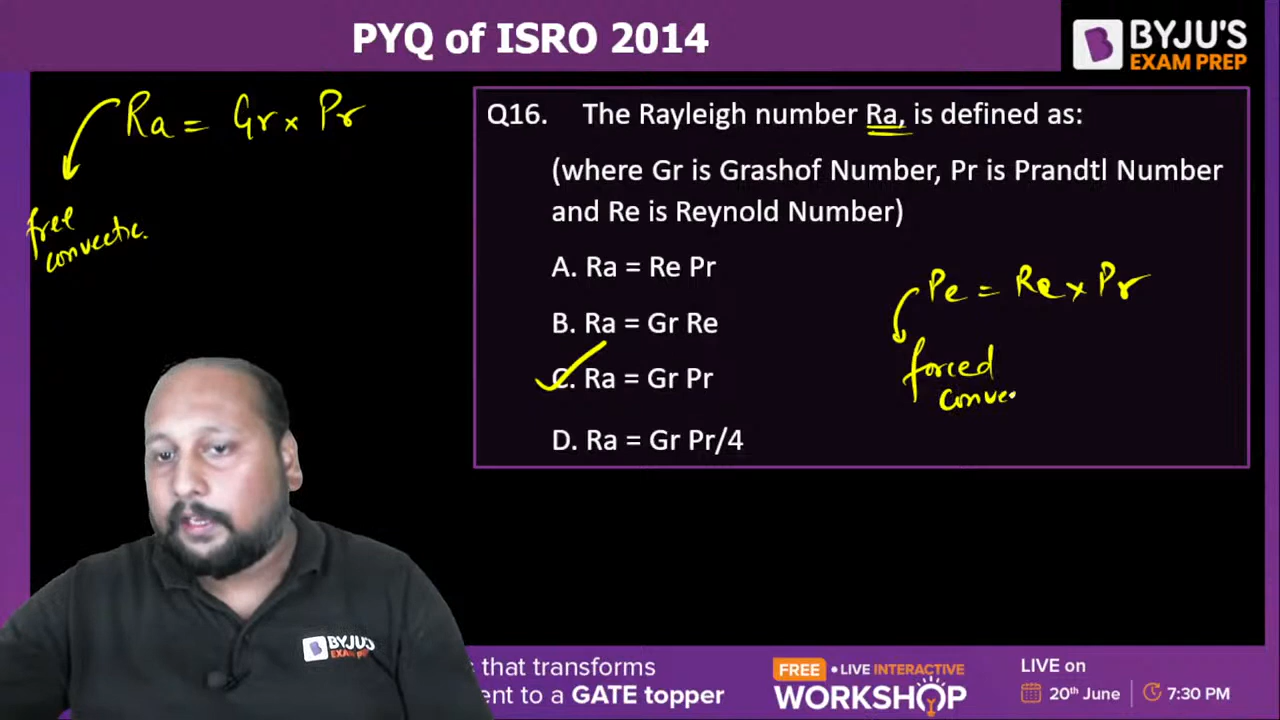 PYQ of ISRO 2014
BYJU'S
EXAM PREP
Ra = Gr x Pr
free
convectic.
Q16. The Rayleigh number Ra, is defined as:
(where Gr is Grashof Number, Pr is Prandtl Number
and Re is Reynold Number)
A. Ra = Re Pr
B. Ra = Gr Re
C. Ra = Gr Pr
D. Ra = Gr Pr/4
Pe = Re x Pr
forced
conve
BYJU'S
EXAM PREP
s that transforms
ent to a GATE topper
FREE • LIVE INTERACTIVE
WORKSHOP
LIVE on
20th June 7:30 PM